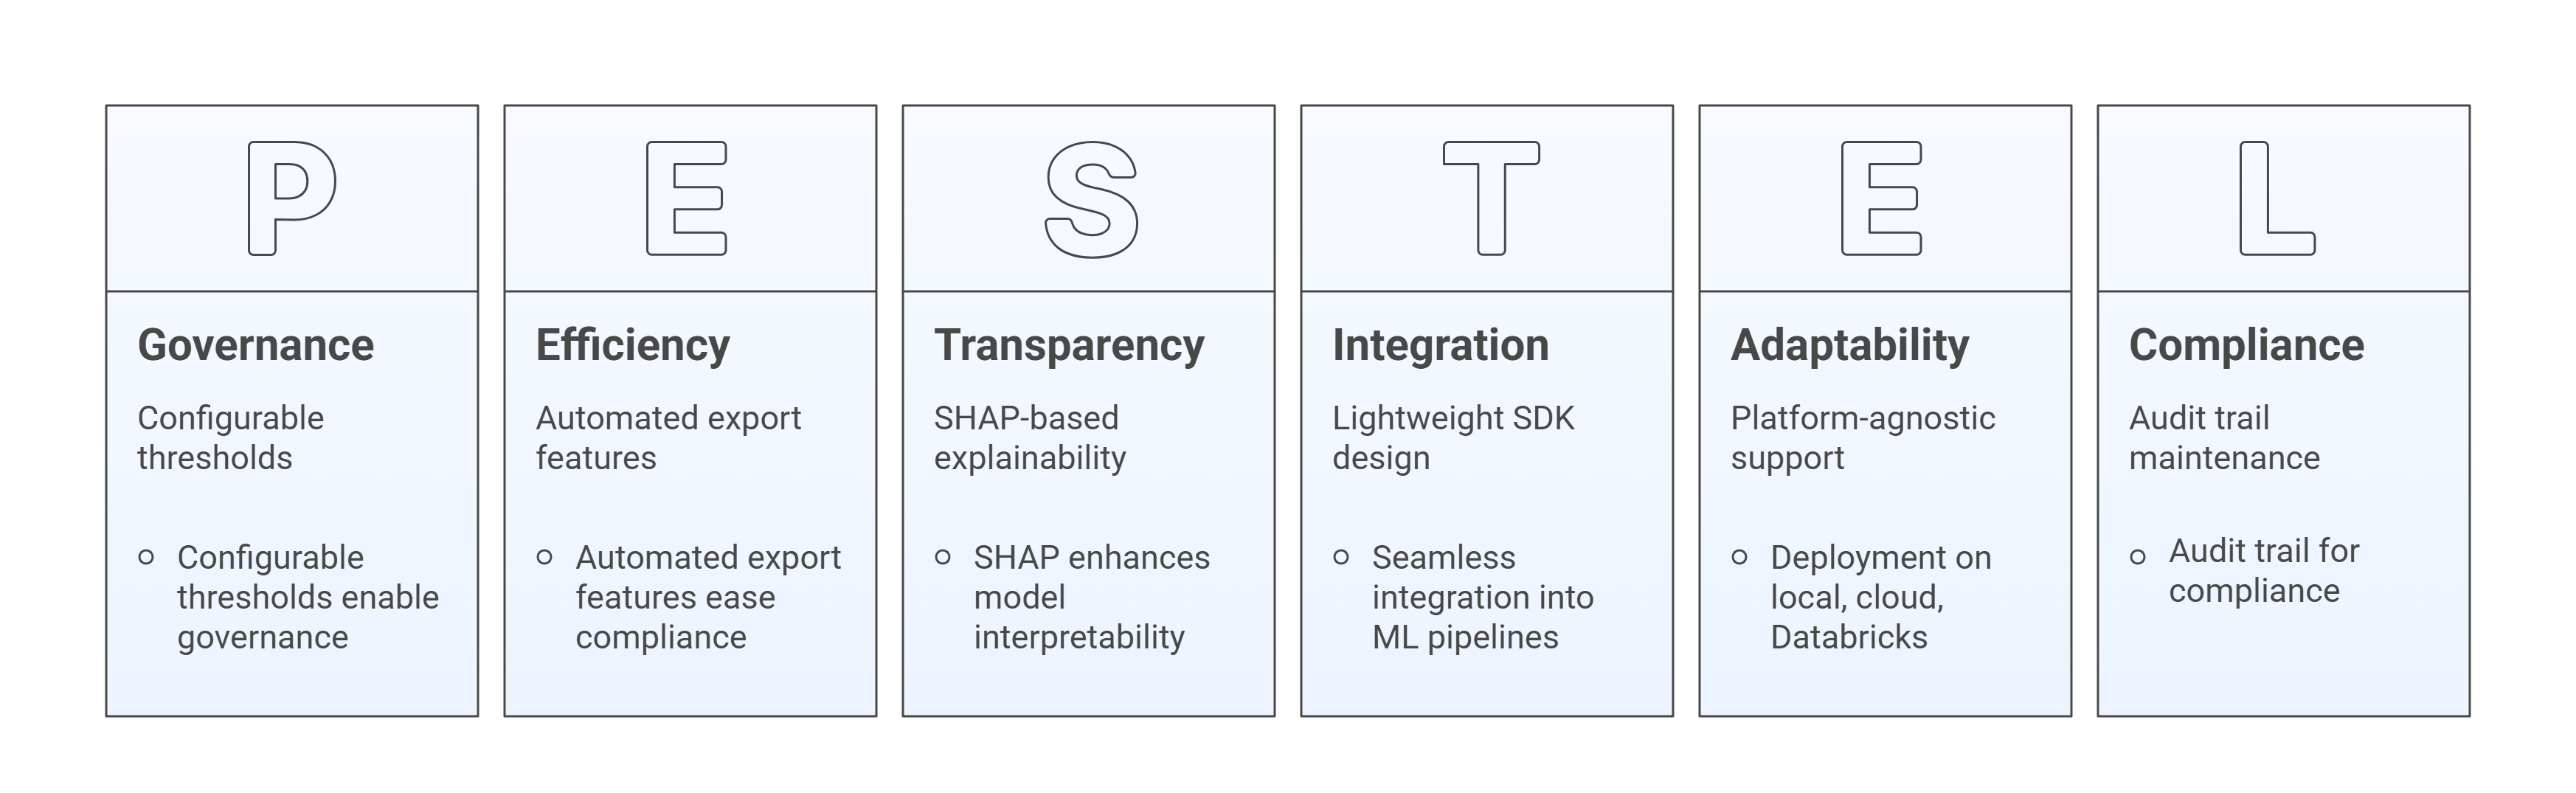 P
Governance
Configurable
thresholds
Configurable
thresholds enable
governance
E
Efficiency
Automated export
features
Automated export
features ease
compliance
S
Transparency
SHAP-based
explainability
SHAP enhances
model
interpretability
T
Integration
Lightweight SDK
design
Seamless
integration into
ML pipelines
E
Adaptability
Platform-agnostic
support
Deployment on
local, cloud,
Databricks
L
Compliance
Audit trail
maintenance
Audit trail for
compliance